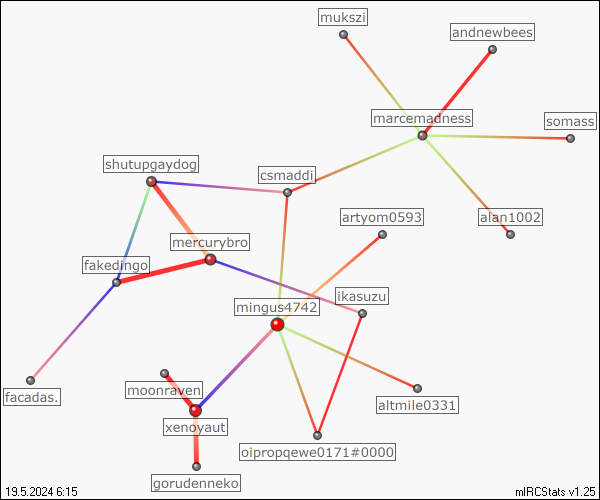 mukszi
andnewbees
marcemadness
somass
shutupgaydog
csmaddi
artyom0593
alan1002
mercurybro
fakedingo
ikasuzu
mingus4742
moonraven
facadas.
altmile0331
xenoyaut
oipropqewe0171#0000
gorudenneko
19.5.2024 6:15
mIRCStats v1.25